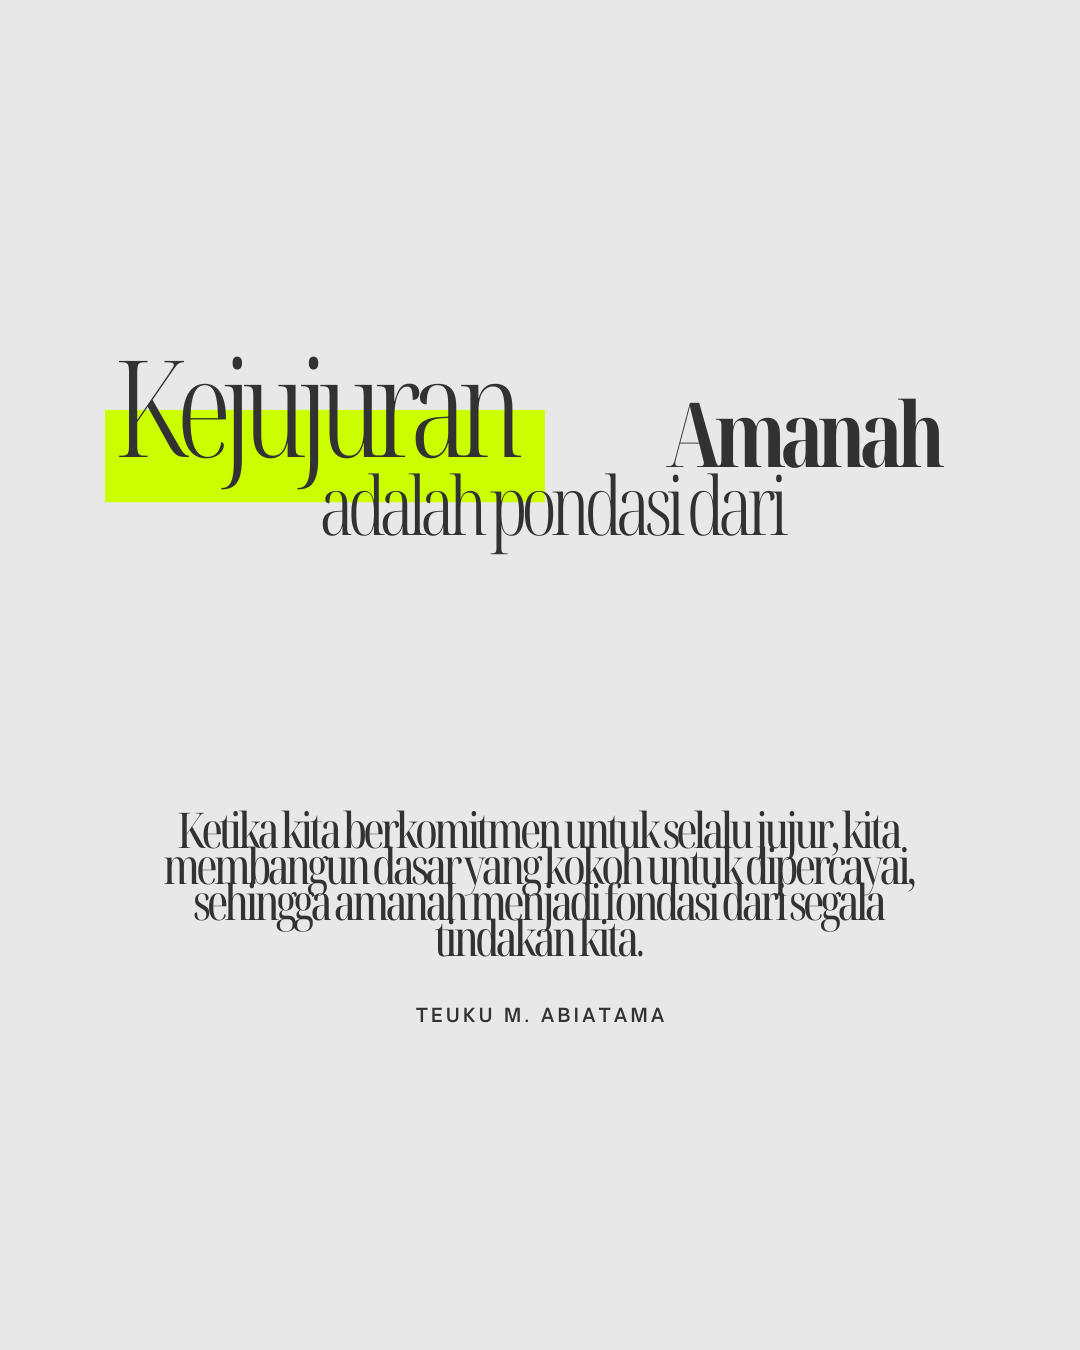 Kejujuran
adalah pondasi dari
Amanah
Ketika kita berkomitmen untuk selalu jujur, kita
membangun dasar yang kokoh untuk dipercayai,
sehingga amanah menjadi fondasi dari segala
tindakan kita.
TEUKU M. ABIATAMA